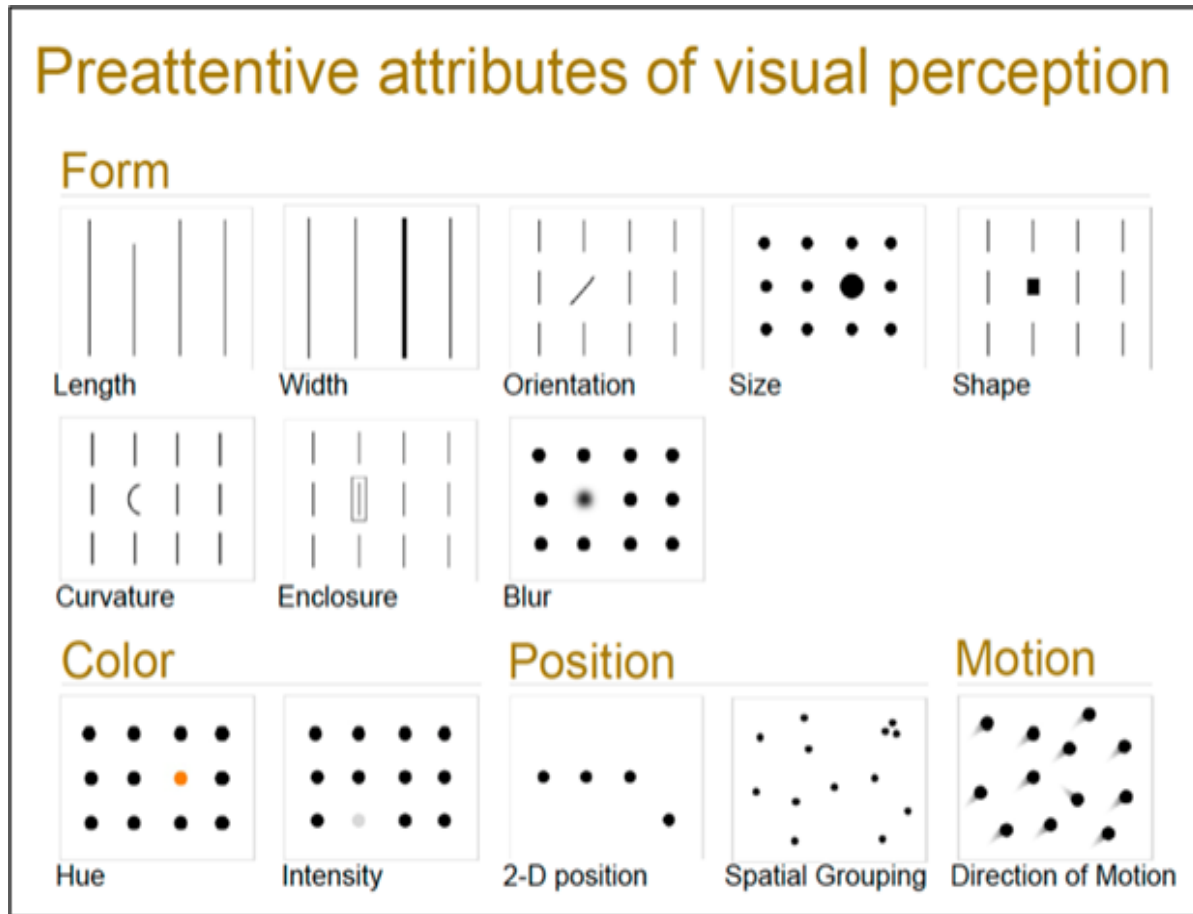 Preattentive attributes of visual perception
Form
Length Width Orientation Size Shape
Curvature Enclosure Blur
Color Position Motion
Hue Intensity 2-D position Spatial Grouping Direction of Motion